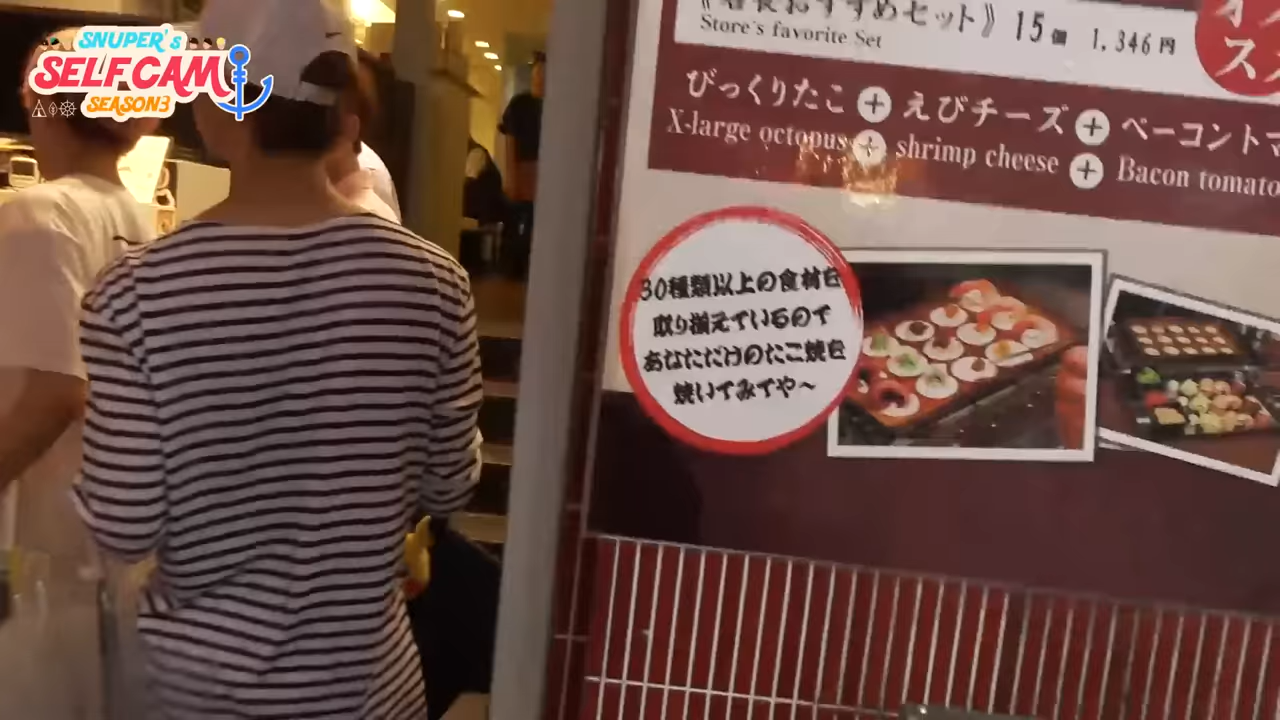 SNUPER's
SELFCAM
SEASON3
おすすめセット》 15個 1,346円
Store's favorite Set
オ
ス
びっくりたこ + えびチーズ + ベーコント
X-large octopus + shrimp cheese + Bacon tomato
30種類以上の食材を
取り揃えているので
あなただけのたこ焼を
焼いてみてや～